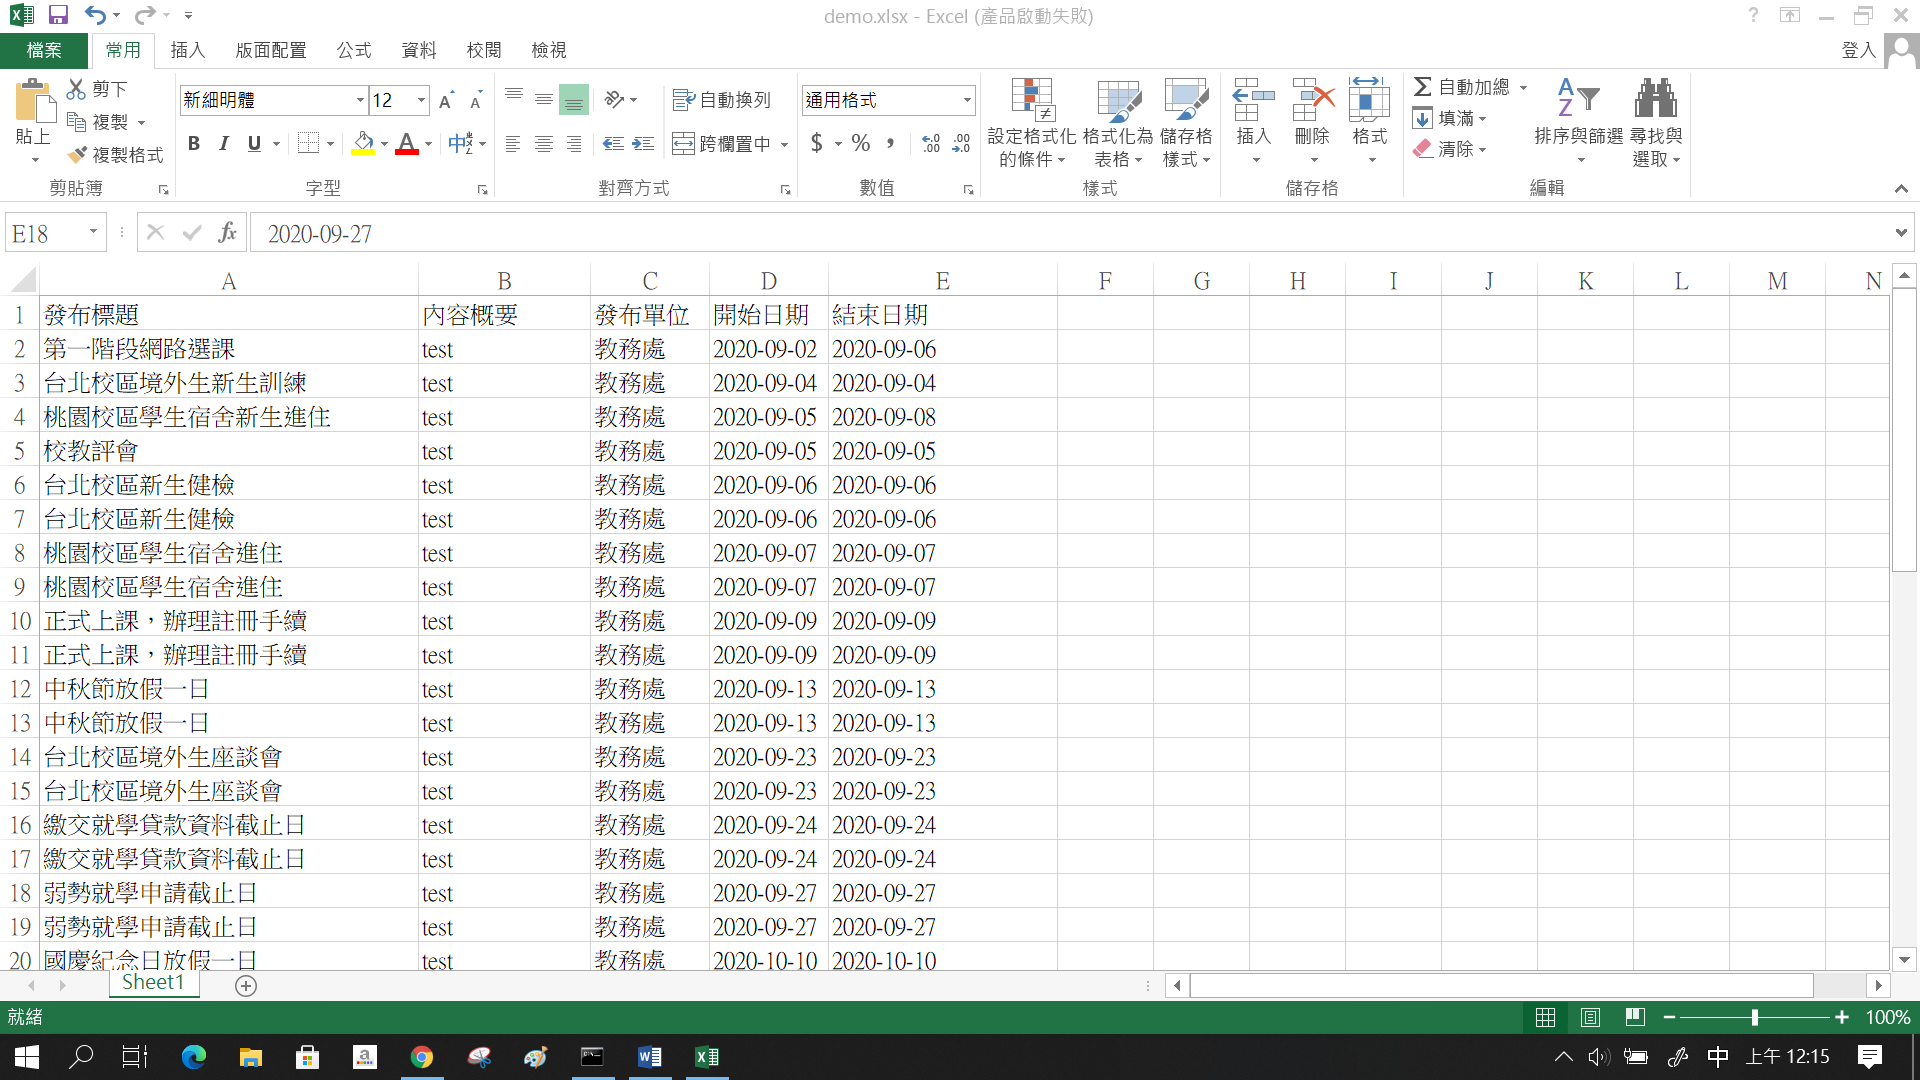 demo.xlsx - Excel (產品啟動失敗)
檔案 常用 插入 版面配置 公式 資料 校閱 檢視 登入
貼上 剪下 複製 複製格式 剪貼簿
新細明體 12 A A B I U A 中 字型
自動換列 跨欄置中 對齊方式
通用格式 $ % , .00 .00 數值
設定格式化的條件 格式化為表格 儲存格樣式 樣式
插入 刪除 格式 儲存格
Σ 自動加總 填滿 清除 排序與篩選 尋找與選取 編輯
E18 fx 2020-09-27
A B C D E F G H I J K L M N
1 發布標題 內容概要 發布單位 開始日期 結束日期
2 第一階段網路選課 test 教務處 2020-09-02 2020-09-06
3 台北校區境外生新生訓練 test 教務處 2020-09-04 2020-09-04
4 桃園校區學生宿舍新生進住 test 教務處 2020-09-05 2020-09-08
5 校教評會 test 教務處 2020-09-05 2020-09-05
6 台北校區新生健檢 test 教務處 2020-09-06 2020-09-06
7 台北校區新生健檢 test 教務處 2020-09-06 2020-09-06
8 桃園校區學生宿舍進住 test 教務處 2020-09-07 2020-09-07
9 桃園校區學生宿舍進住 test 教務處 2020-09-07 2020-09-07
10 正式上課，辦理註冊手續 test 教務處 2020-09-09 2020-09-09
11 正式上課，辦理註冊手續 test 教務處 2020-09-09 2020-09-09
12 中秋節放假一日 test 教務處 2020-09-13 2020-09-13
13 中秋節放假一日 test 教務處 2020-09-13 2020-09-13
14 台北校區境外生座談會 test 教務處 2020-09-23 2020-09-23
15 台北校區境外生座談會 test 教務處 2020-09-23 2020-09-23
16 繳交就學貸款資料截止日 test 教務處 2020-09-24 2020-09-24
17 繳交就學貸款資料截止日 test 教務處 2020-09-24 2020-09-24
18 弱勢就學申請截止日 test 教務處 2020-09-27 2020-09-27
19 弱勢就學申請截止日 test 教務處 2020-09-27 2020-09-27
20 國慶紀念日放假一日 test 教務處 2020-10-10 2020-10-10
Sheet1
就緒 100%
中 上午 12:15